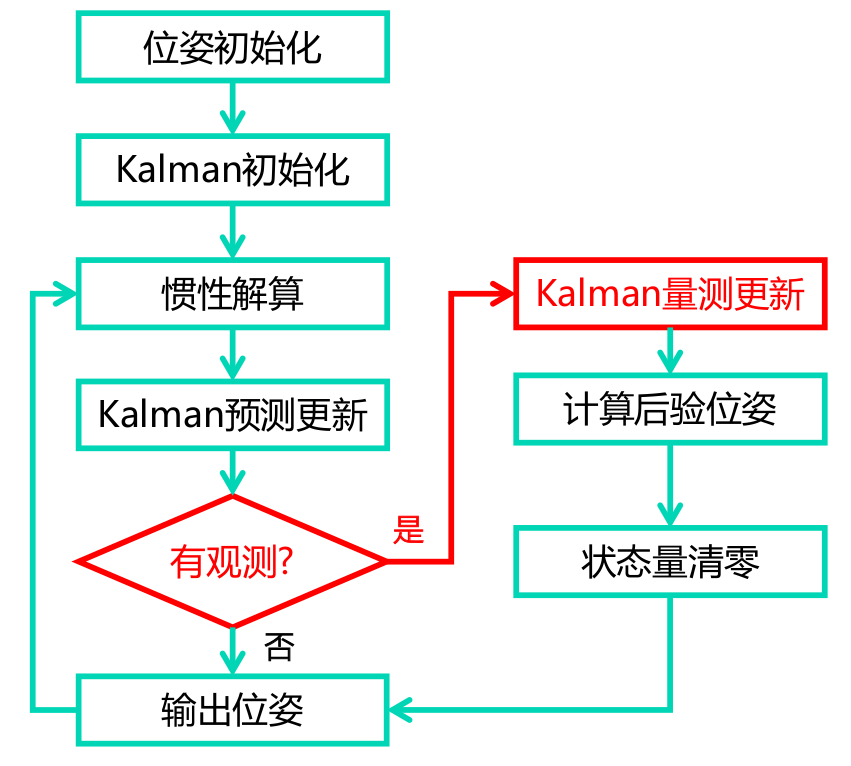 位姿初始化
Kalman初始化
惯性解算
Kalman预测更新
有观测?
是
否
输出位姿
Kalman量测更新
计算后验位姿
状态量清零